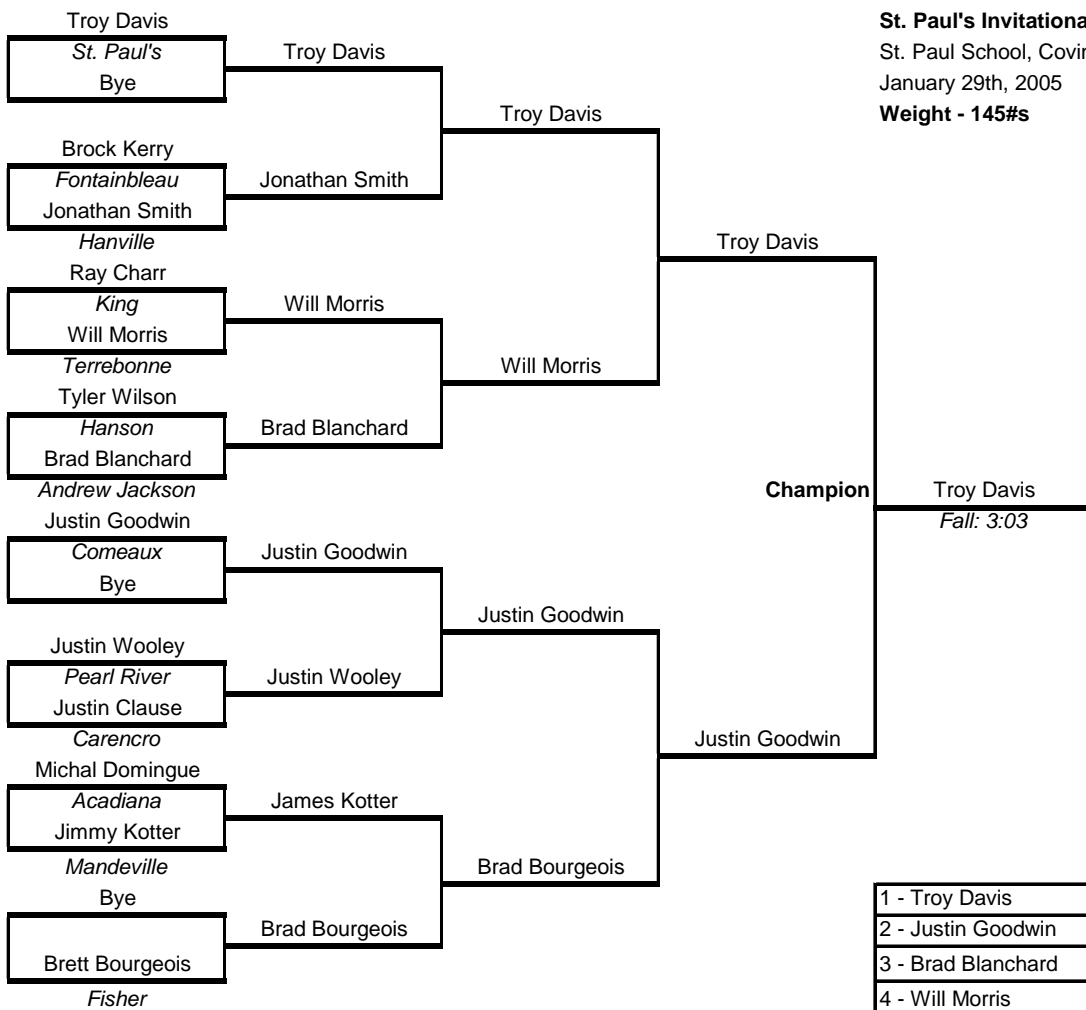 Troy Davis
St. Paul's
Bye
Brock Kerry
Fontainbleau
Jonathan Smith
Hanville
Ray Charr
King
Will Morris
Terrebonne
Tyler Wilson
Hanson
Brad Blanchard
Andrew Jackson
Justin Goodwin
Comeaux
Bye
Justin Wooley
Pearl River
Justin Clause
Carencro
Michal Domingue
Acadiana
Jimmy Kotter
Mandeville
Bye
Brett Bourgeois
Fisher
Troy Davis
Jonathan Smith
Will Morris
Brad Blanchard
Justin Goodwin
Justin Wooley
James Kotter
Brad Bourgeois
Troy Davis
Will Morris
Justin Goodwin
Brad Bourgeois
Troy Davis
Justin Goodwin
Champion
Troy Davis
Fall: 3:03
St. Paul's Invitationa
St. Paul School, Covin
January 29th, 2005
Weight - 145#s
1 - Troy Davis
2 - Justin Goodwin
3 - Brad Blanchard
4 - Will Morris